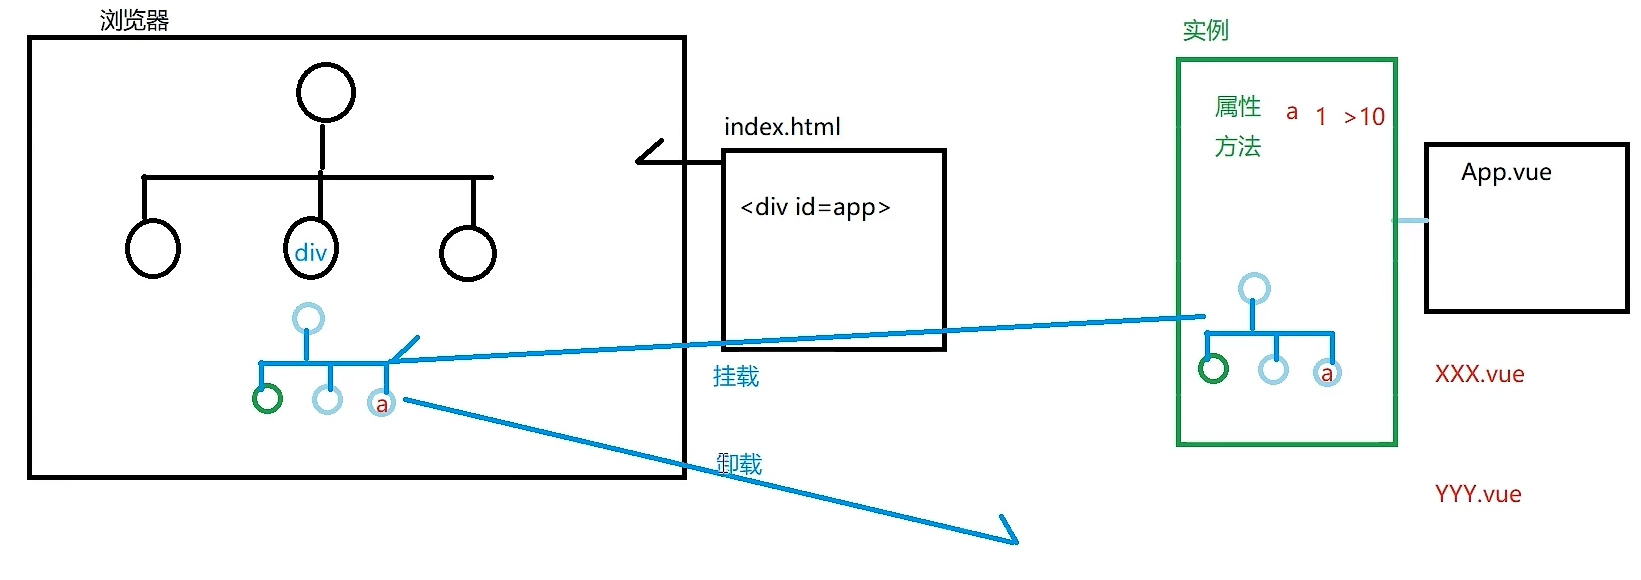 浏览器
div
a
index.html
<div id=app>
挂载
卸载
实例
属性 a 1 >10
方法
a
App.vue
XXX.vue
YYY.vue